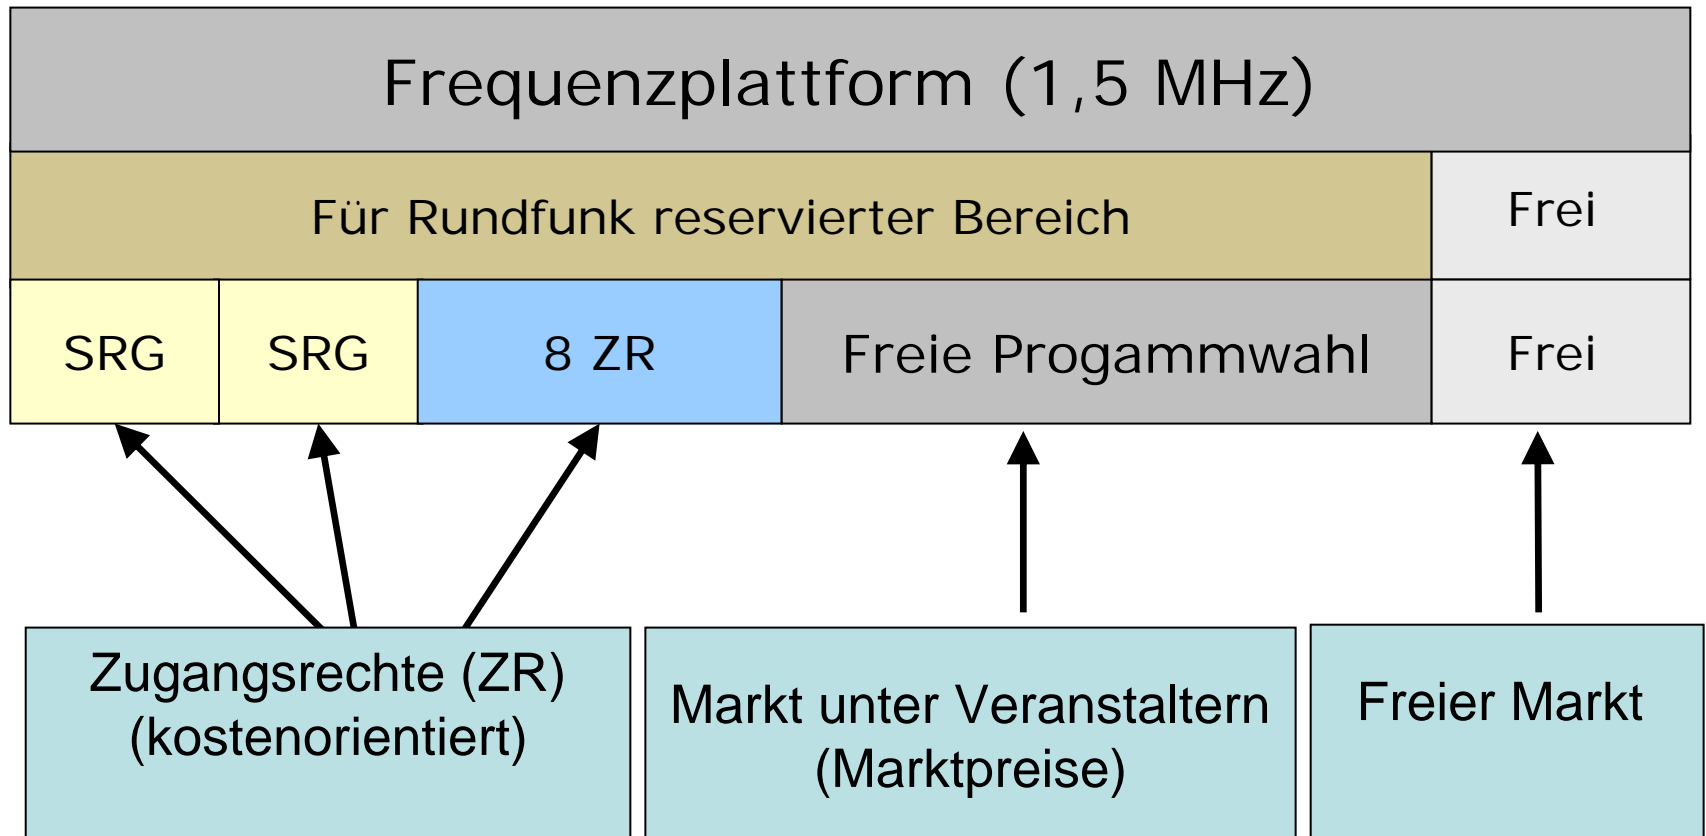 Frequenzplattform (1,5 MHz)
Für Rundfunk reservierter Bereich
Frei
SRG
SRG
8 ZR
Freie Progammwahl
Frei
Zugangsrechte (ZR)
(kostenorientiert)
Markt unter Veranstaltern
(Marktpreise)
Freier Markt